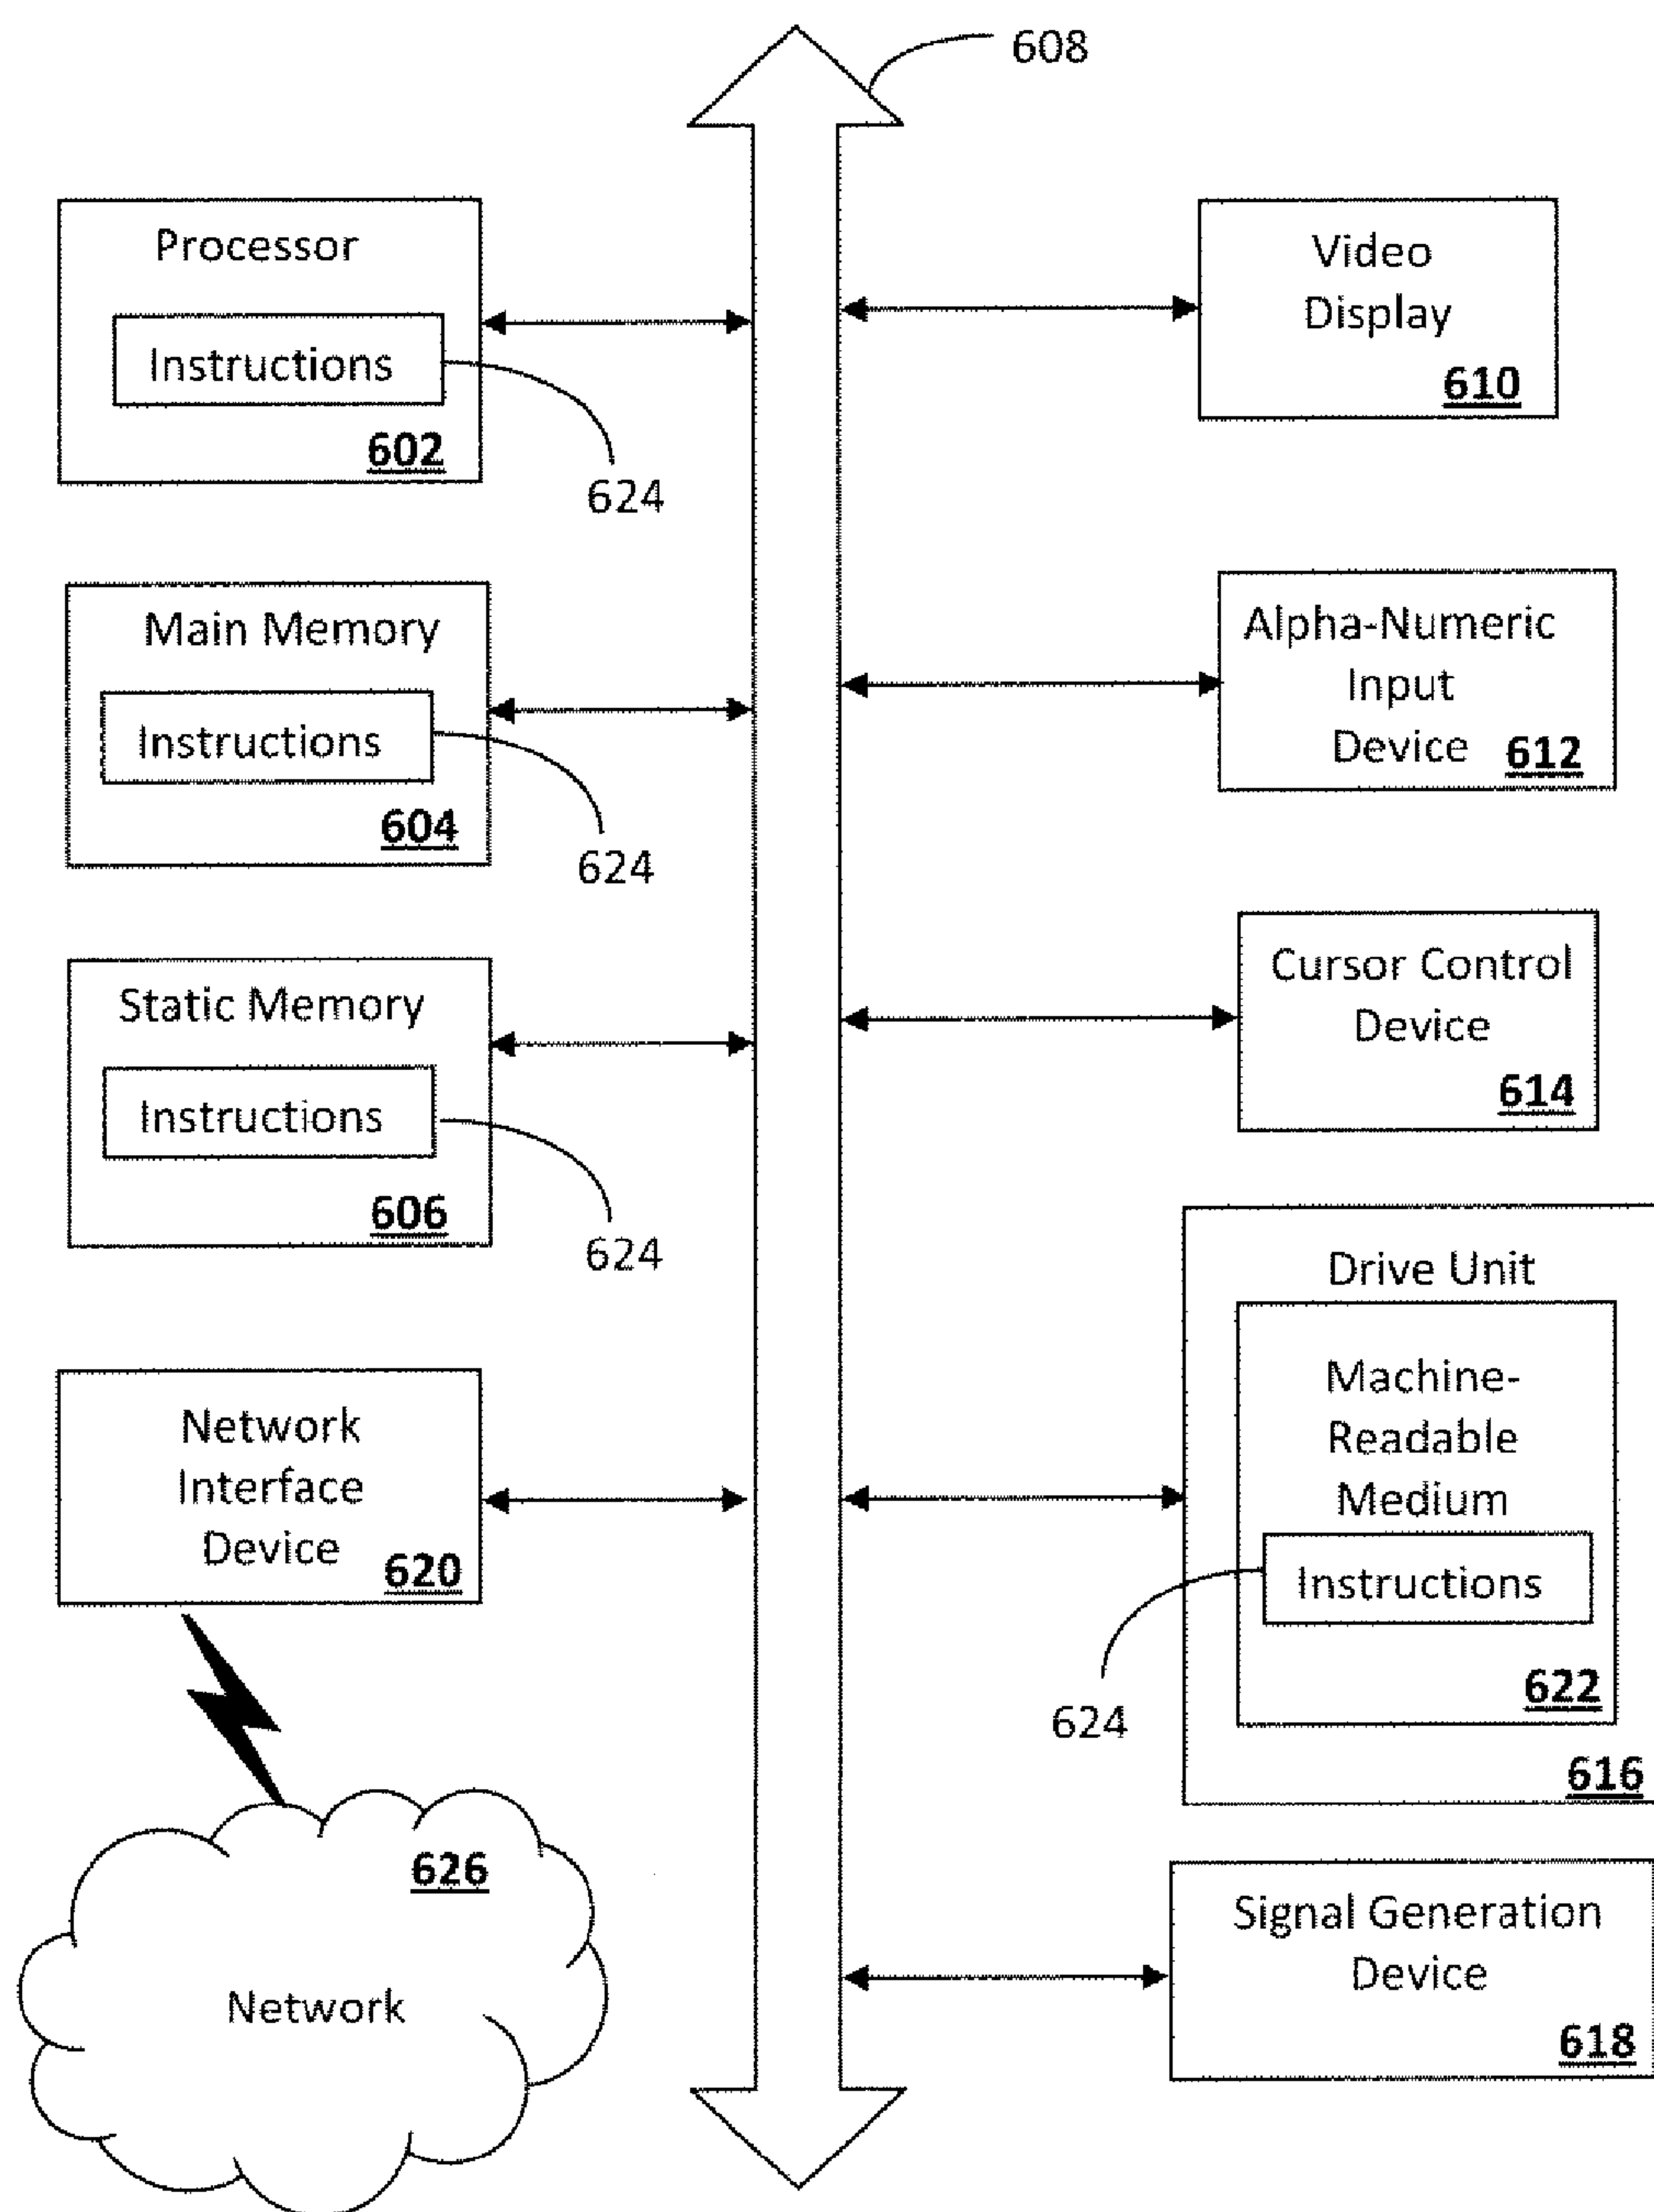 608
Processor
Instructions
602
624
Main Memory
Instructions
604
624
Static Memory
Instructions
606
624
Network
Interface
Device
620
626
Network
Video
Display
610
Alpha-Numeric
Input
Device
612
Cursor Control
Device
614
Drive Unit
Machine-
Readable
Medium
Instructions
624
622
616
Signal Generation
Device
618